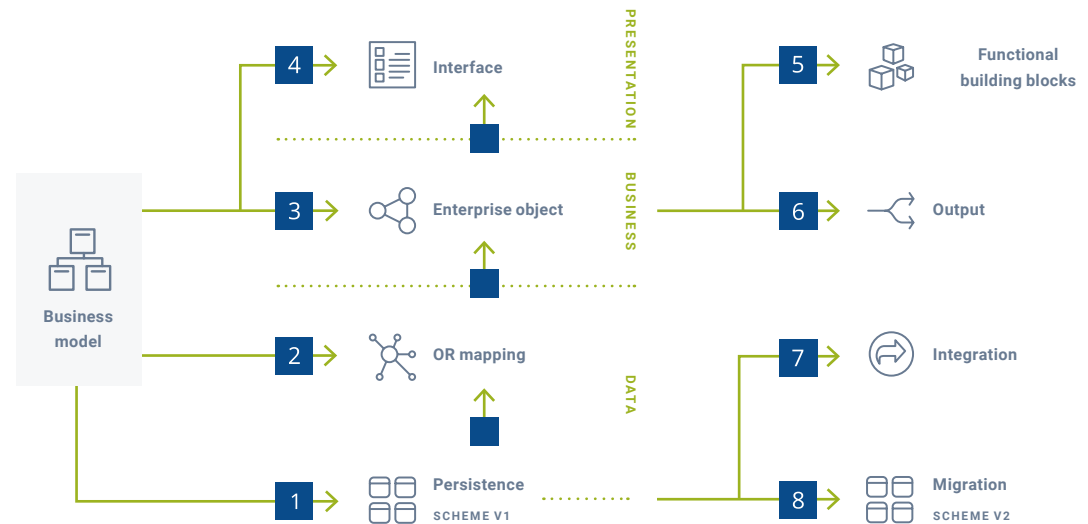 4
Interface
PRESENTATION
5
Functional
building blocks
3
Enterprise object
BUSINESS
6
Output
Business
model
2
OR mapping
DATA
7
Integration
1
Persistence
SCHEME V1
8
Migration
SCHEME V2